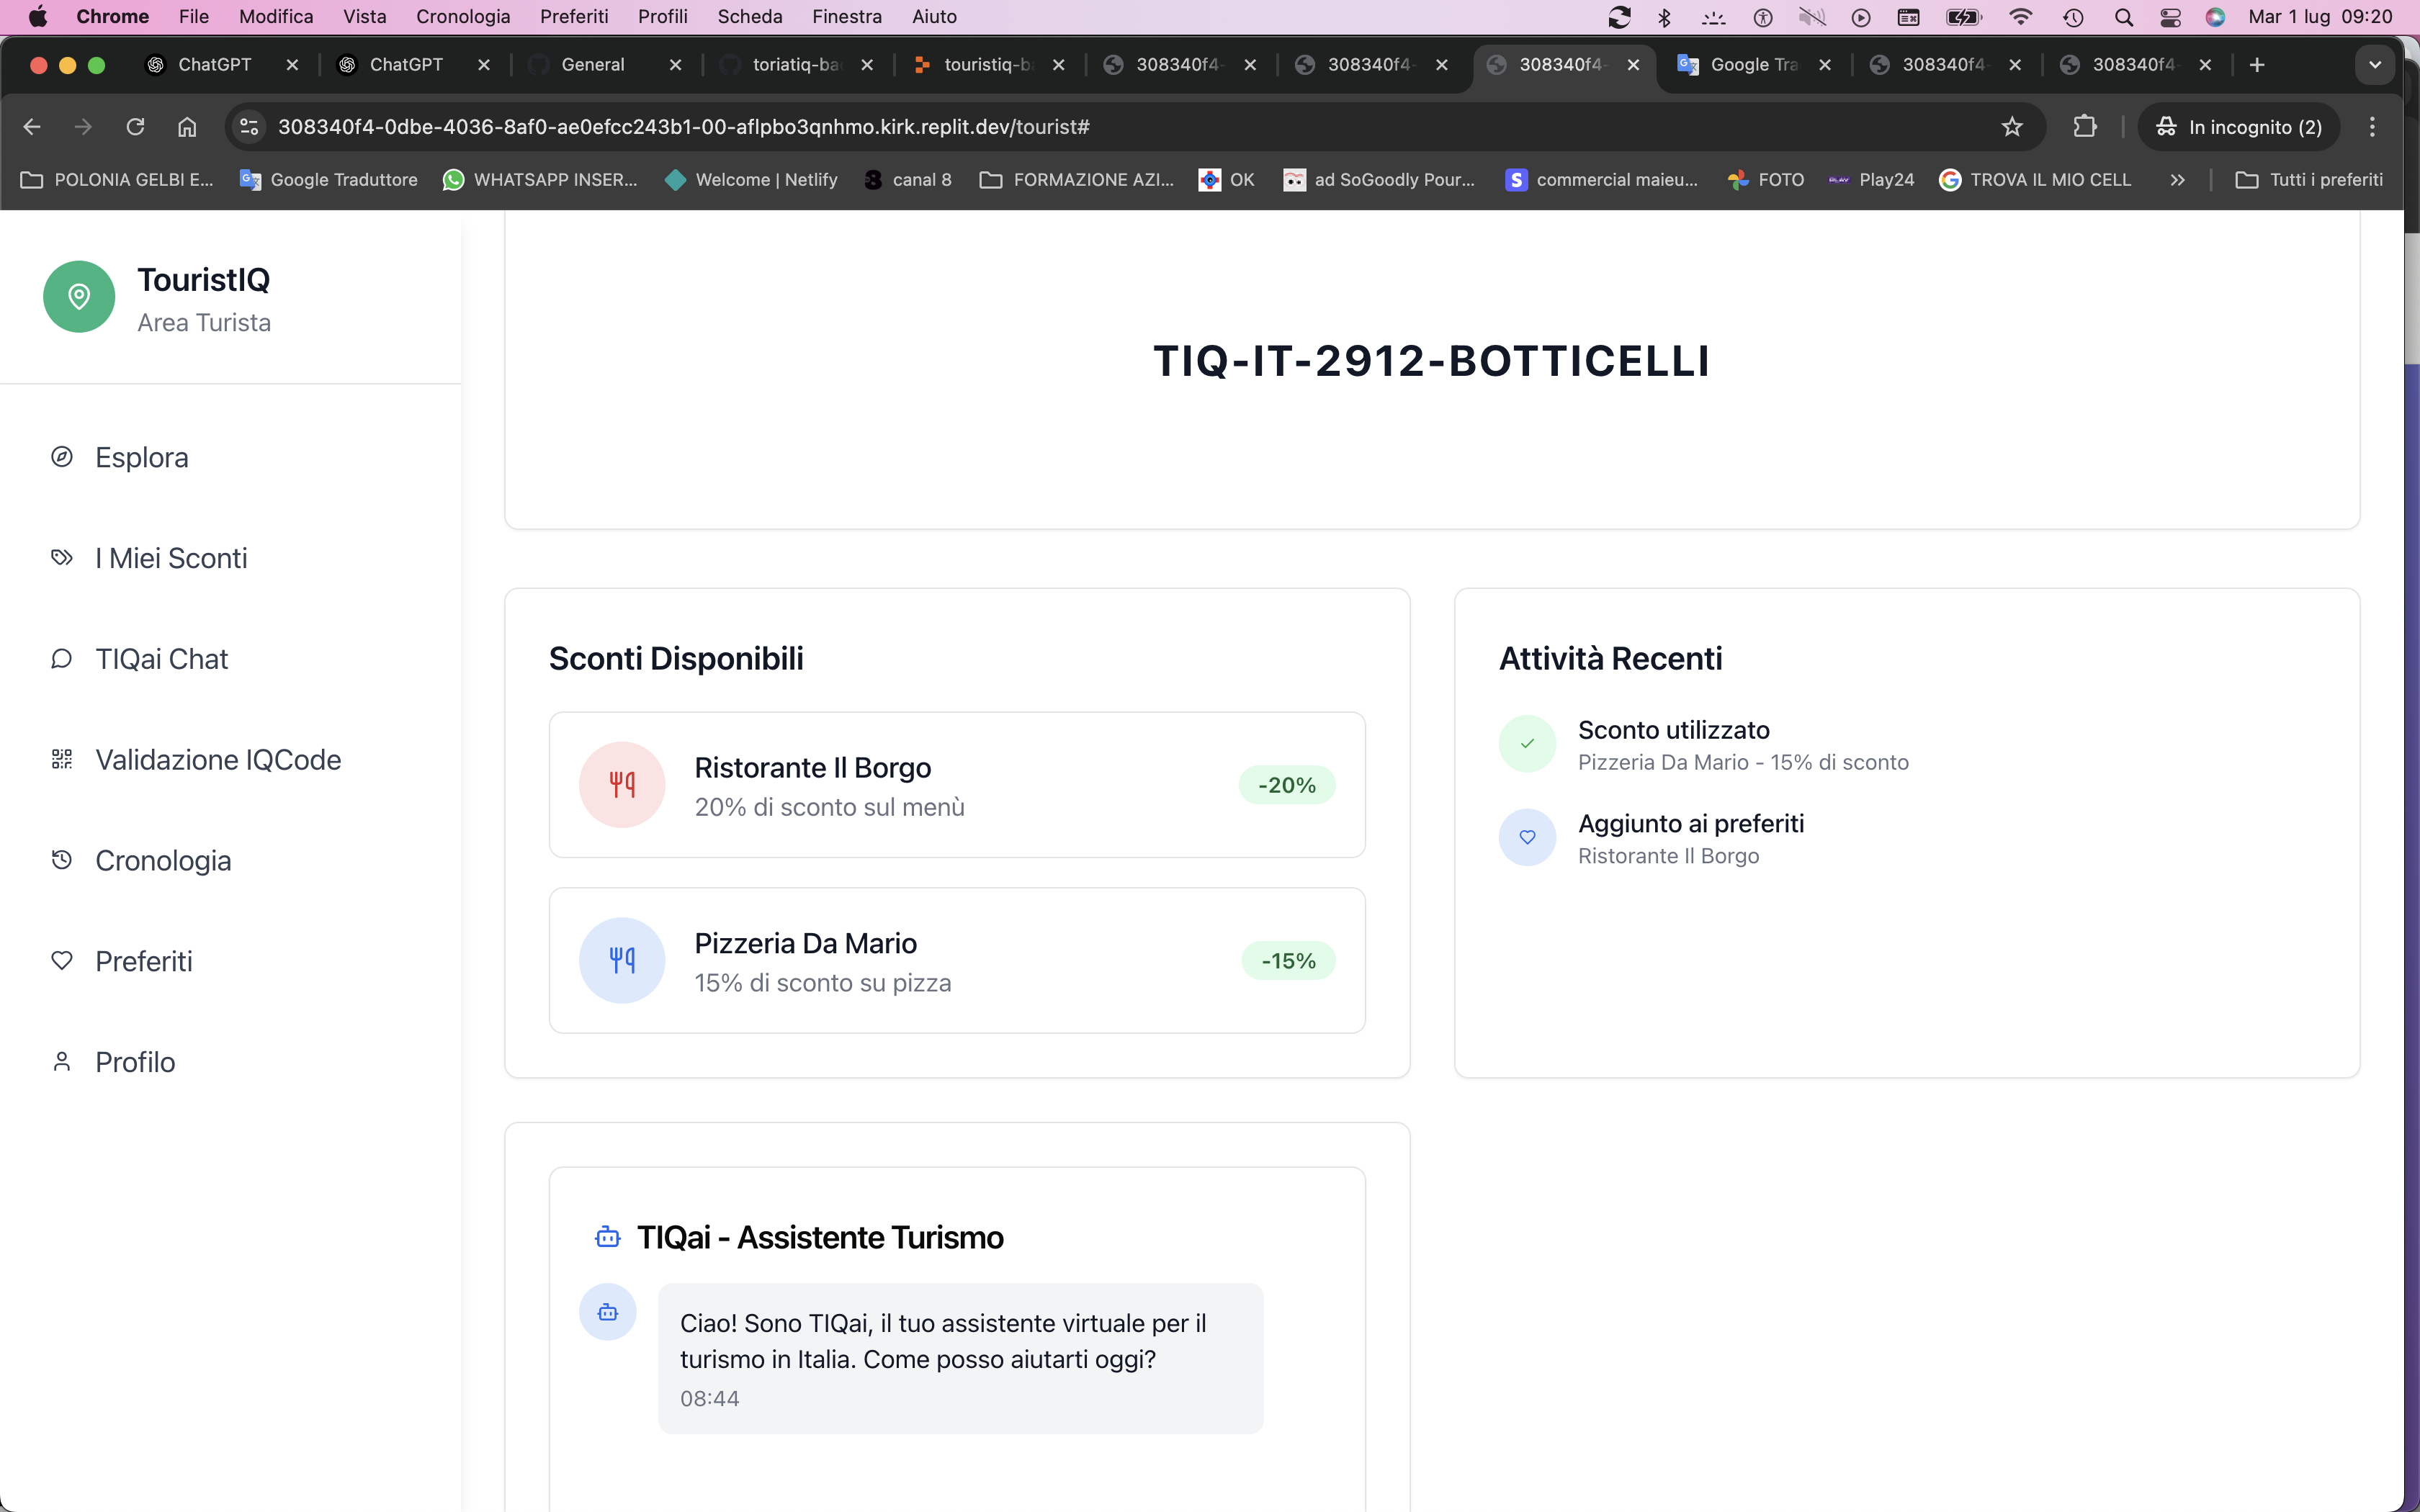 Chrome File Modifica Vista Cronologia Preferiti Profili Scheda Finestra Aiuto Mar 1 lug 09:20
ChatGPT ChatGPT General toriatiq-ba touristiq-b 308340f4- 308340f4- 308340f4- Google Tra 308340f4- 308340f4-
308340f4-0dbe-4036-8af0-ae0efcc243b1-00-aflpbo3qnhmo.kirk.replit.dev/tourist# In incognito (2)
POLONIA GELBI E... Google Traduttore WHATSAPP INSER... Welcome | Netlify canal 8 FORMAZIONE AZI... OK ad SoGoodly Pour... commercial maieu... FOTO Play24 TROVA IL MIO CELL Tutti i preferiti
TouristIQ
Area Turista
Esplora
I Miei Sconti
TIQai Chat
Validazione IQCode
Cronologia
Preferiti
Profilo
TIQ-IT-2912-BOTTICELLI
Sconti Disponibili
Ristorante Il Borgo
20% di sconto sul menù
-20%
Pizzeria Da Mario
15% di sconto su pizza
-15%
Attività Recenti
Sconto utilizzato
Pizzeria Da Mario - 15% di sconto
Aggiunto ai preferiti
Ristorante Il Borgo
TIQai - Assistente Turismo
Ciao! Sono TIQai, il tuo assistente virtuale per il
turismo in Italia. Come posso aiutarti oggi?
08:44